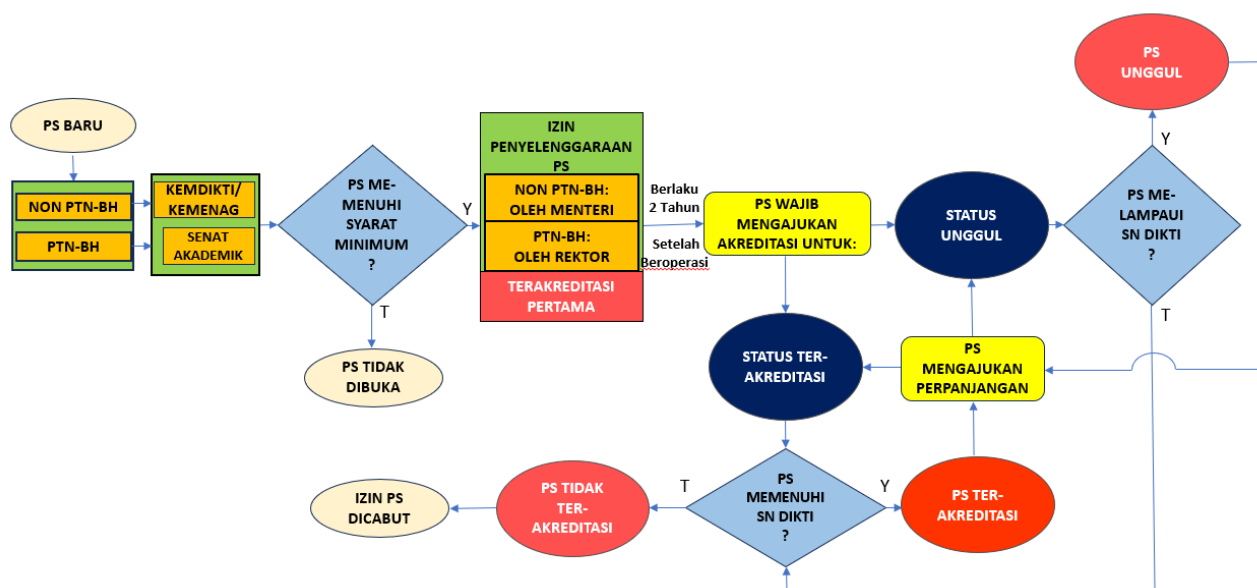 PS BARU
NON PTN-BH
PTN-BH
KEMDIKTI/
KEMENAG
SENAT
AKADEMIK
PS ME-
MENUHI
SYARAT
MINIMUM
?
Y
T
PS TIDAK
DIBUKA
IZIN
PENYELENGGARAAN
PS
NON PTN-BH:
OLEH MENTERI
PTN-BH:
OLEH REKTOR
TERAKREDITASI
PERTAMA
Berlaku
2 Tahun
Setelah
Beroperasi
PS WAJIB
MENGAJUKAN
AKREDITASI UNTUK:
STATUS
UNGGUL
PS ME-
LAMPAUI
SN DIKTI
?
Y
T
PS
UNGGUL
STATUS TER-
AKREDITASI
PS
MENGAJUKAN
PERPANJANGAN
PS
MEMENUHI
SN DIKTI
?
T
Y
PS TER-
AKREDITASI
PS TIDAK
TER-
AKREDITASI
IZIN PS
DICABUT